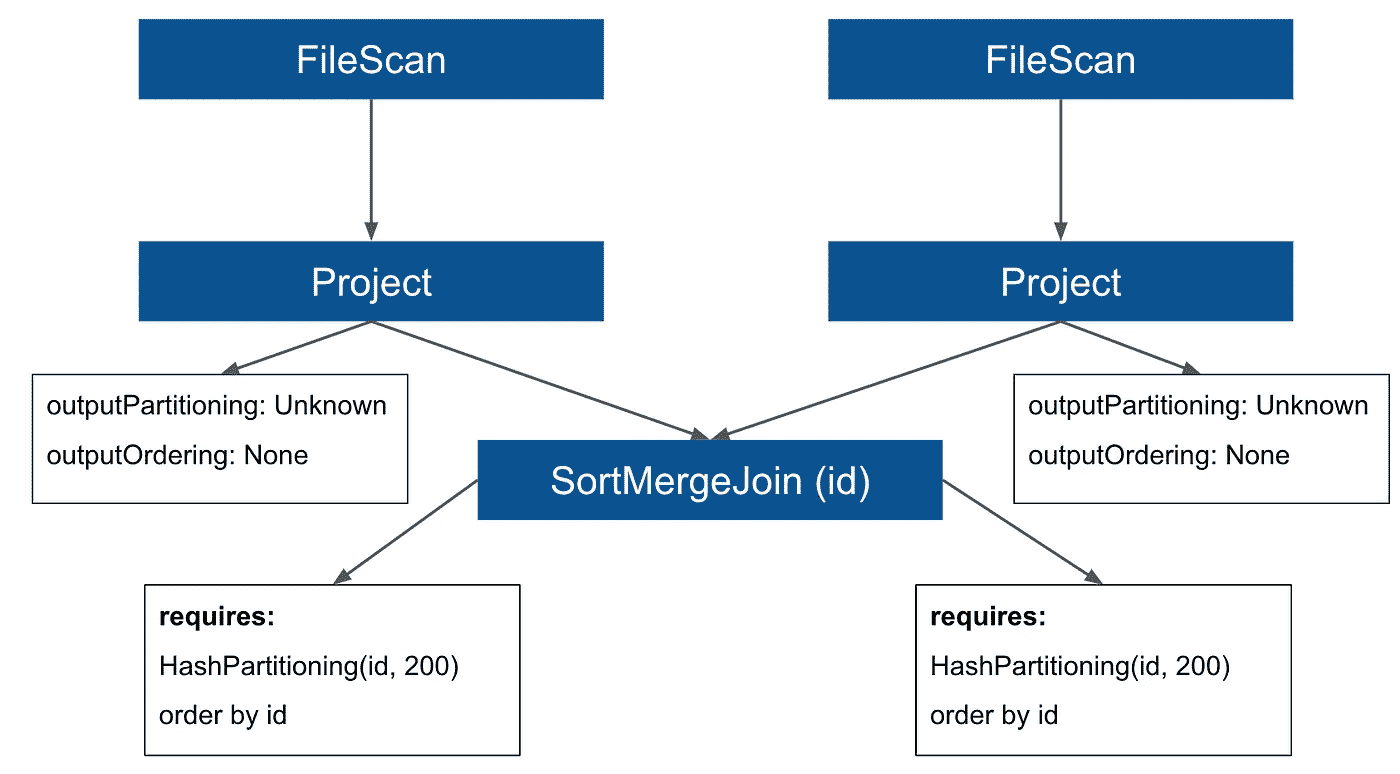 FileScan
FileScan
Project
Project
outputPartitioning: Unknown
outputOrdering: None
outputPartitioning: Unknown
outputOrdering: None
SortMergeJoin (id)
requires:
HashPartitioning(id, 200)
order by id
requires:
HashPartitioning(id, 200)
order by id